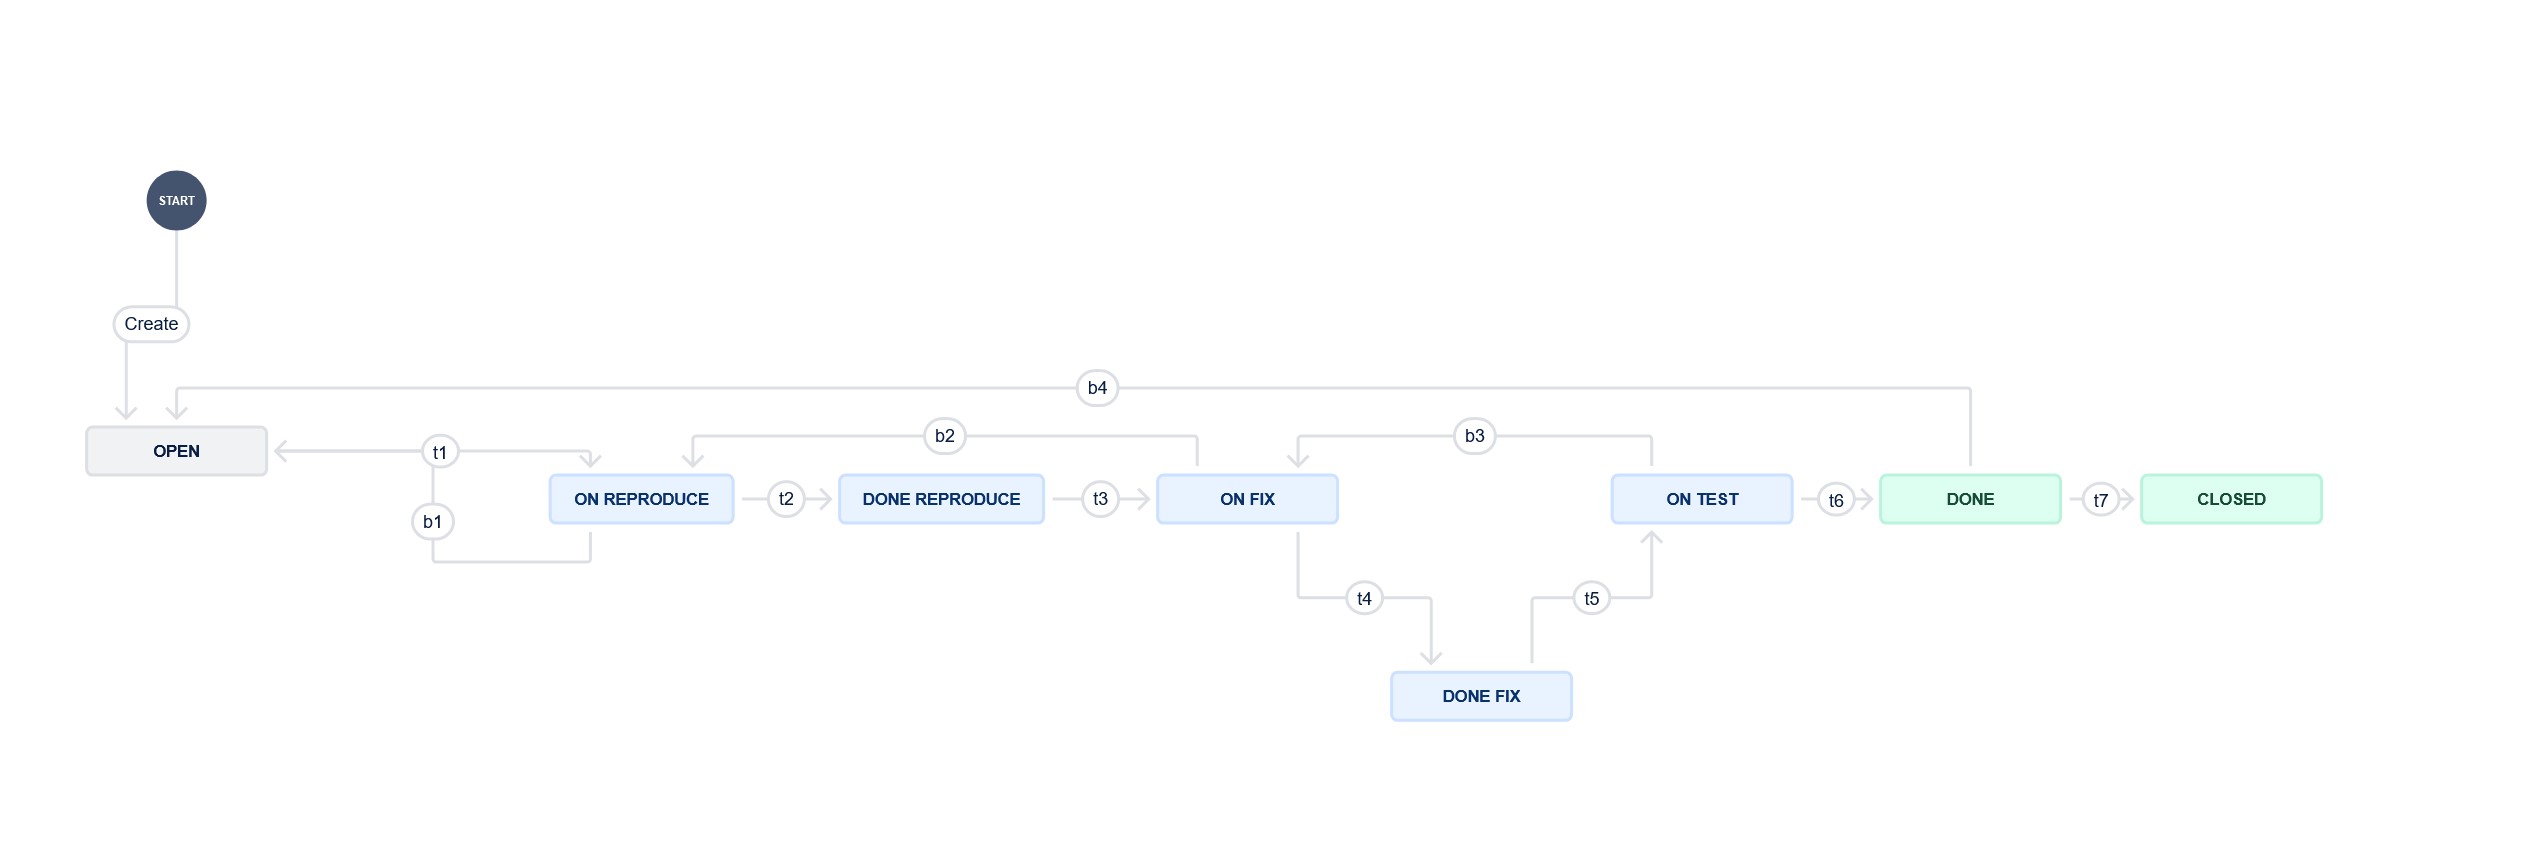 START
Create
b4
b2
b3
OPEN
t1
ON REPRODUCE
t2
DONE REPRODUCE
t3
ON FIX
ON TEST
t6
DONE
t7
CLOSED
b1
t4
t5
DONE FIX